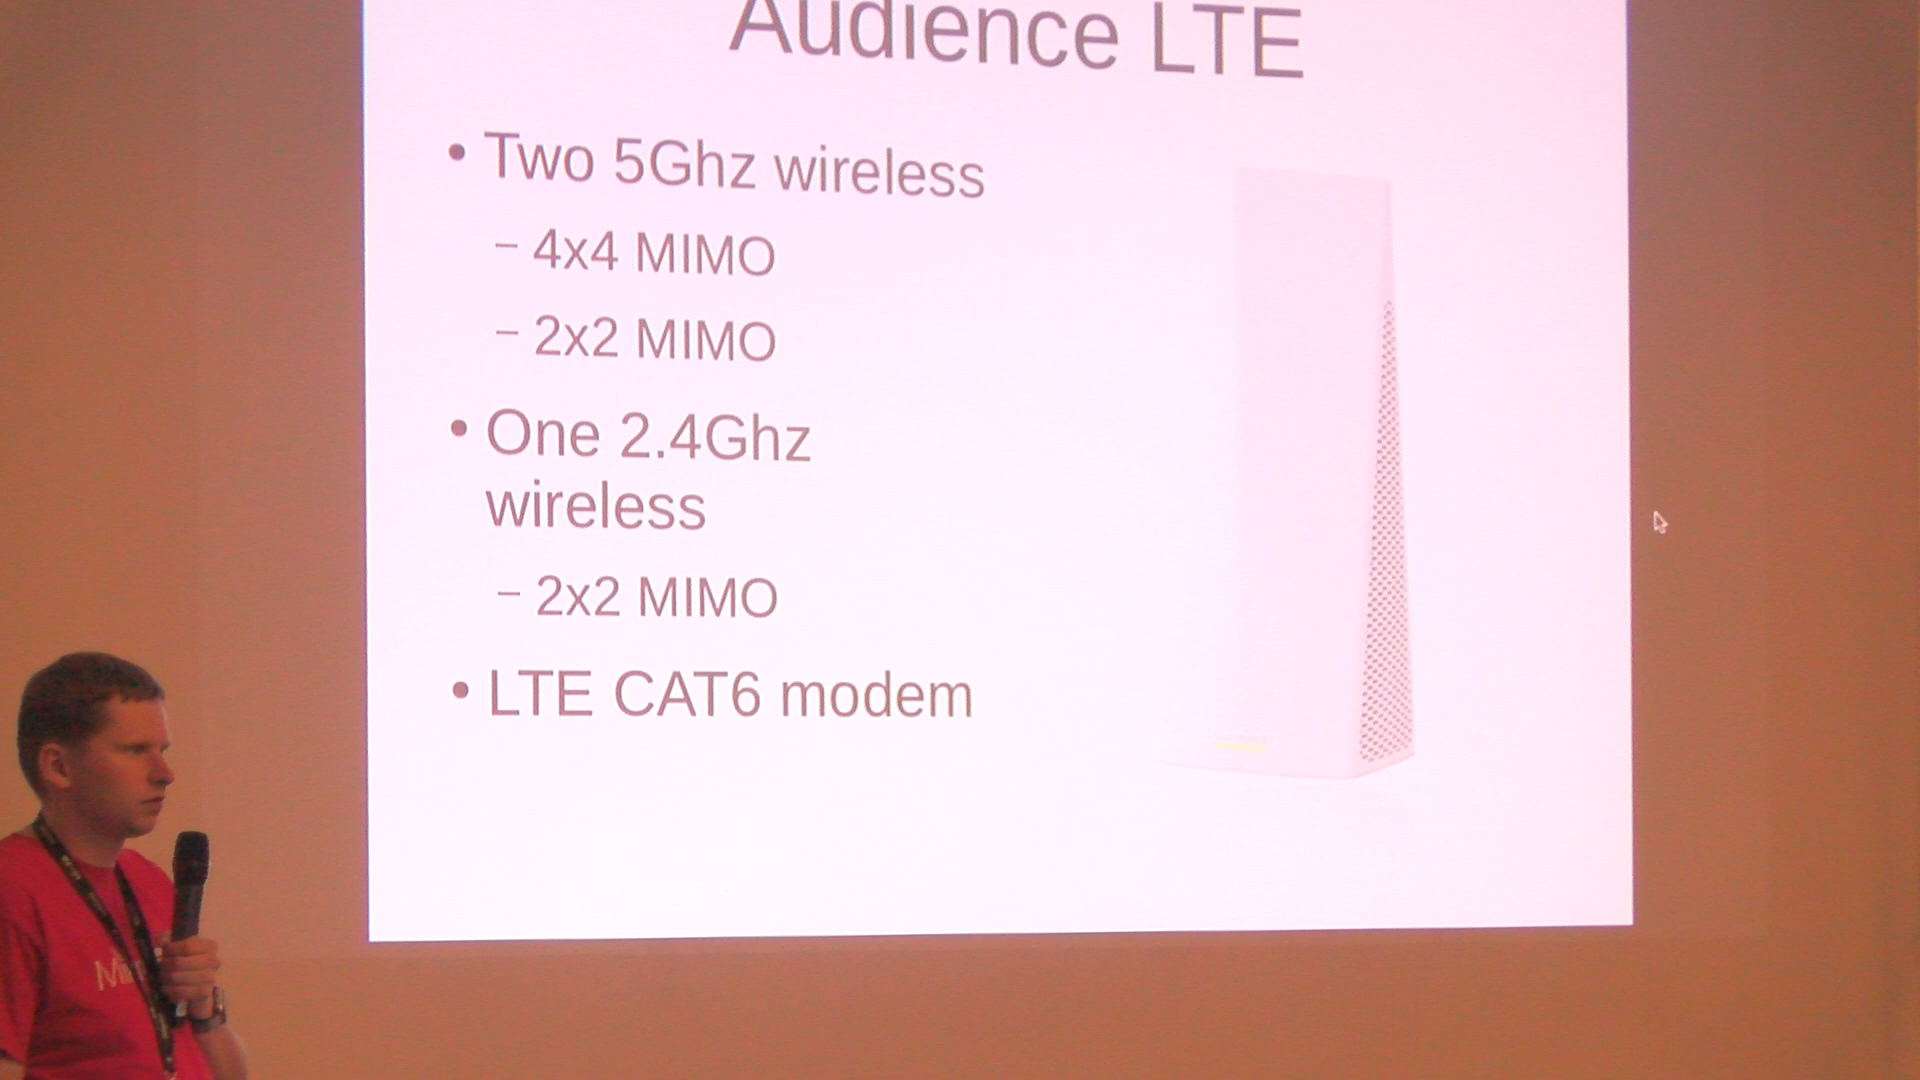 Audience LTE
• Two 5Ghz wireless
– 4x4 MIMO
– 2x2 MIMO
• One 2.4Ghz
wireless
– 2x2 MIMO
• LTE CAT6 modem